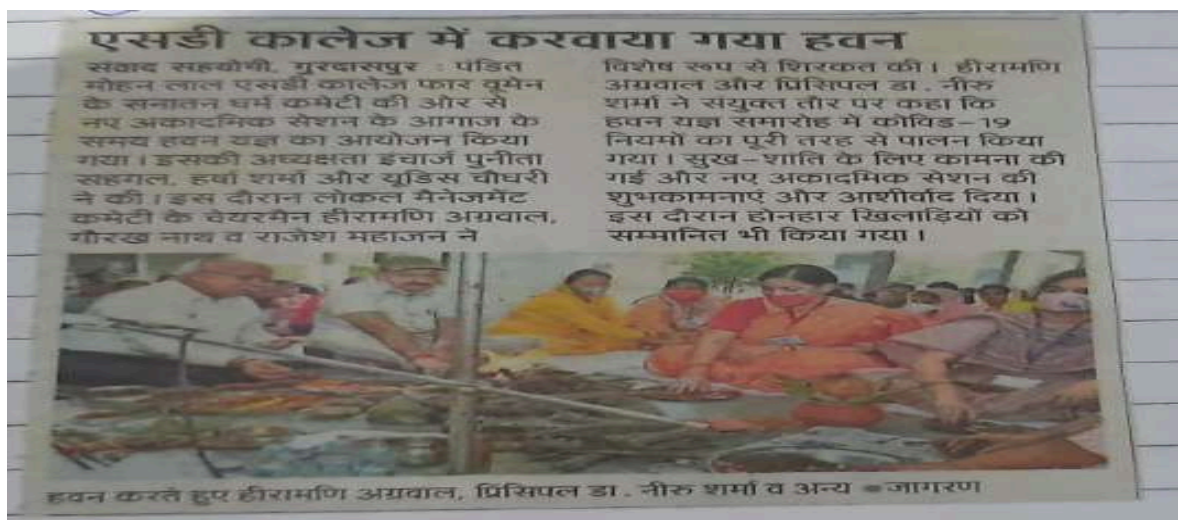 एसडी कालेज में करवाया गया हवन
संवाद सहयोगी, गुरदासपुर : पंडित
मोहन लाल एसडी कालेज फार वूमेन
के सनातन धर्म कमेटी की ओर से
नए अकादमिक सेशन के आगाज के
समय हवन यज्ञ का आयोजन किया
गया। इसकी अध्यक्षता इंचार्ज पुनीता
सहगल, हर्षा शर्मा और यूडिस चौधरी
ने की। इस दौरान लोकल मैनेजमेंट
कमेटी के चेयरमैन हीरामणि अग्रवाल,
गौरख नाथ व राजेश महाजन ने
विशेष रूप से शिरकत की। हीरामणि
अग्रवाल और प्रिंसिपल डा. नीरु
शर्मा ने संयुक्त तौर पर कहा कि
हवन यज्ञ समारोह में कोविड-19
नियमों का पूरी तरह से पालन किया
गया। सुख-शांति के लिए कामना की
गई और नए अकादमिक सेशन की
शुभकामनाएं और आशीर्वाद दिया।
इस दौरान होनहार खिलाड़ियों को
सम्मानित भी किया गया।
हवन करते हुए हीरामणि अग्रवाल, प्रिंसिपल डा. नीरु शर्मा व अन्य ● जागरण